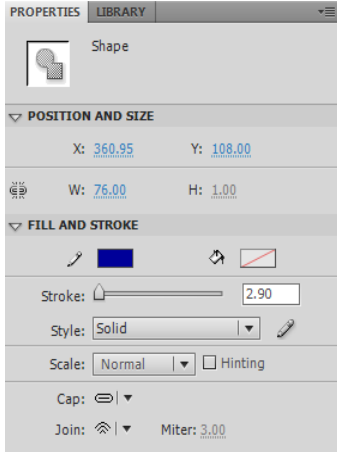 PROPERTIES LIBRARY
Shape
POSITION AND SIZE
X: 360.95 Y: 108.00
W: 76.00 H: 1.00
FILL AND STROKE
Stroke: 2.90
Style: Solid
Scale: Normal Hinting
Cap:
Join: Miter: 3.00